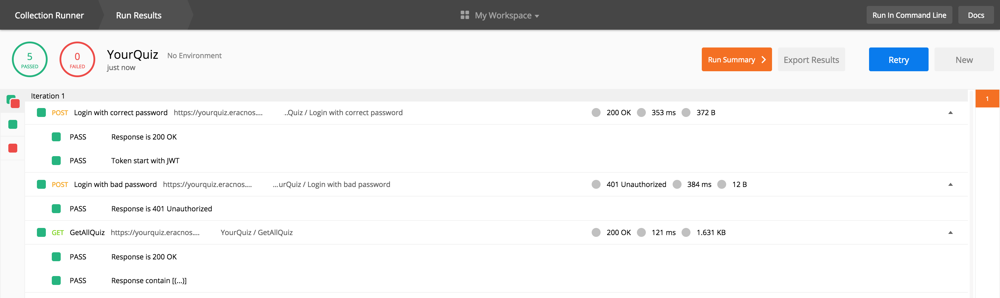 Collection Runner Run Results My Workspace Run In Command Line Docs
5 PASSED 0 FAILED YourQuiz No Environment Run Summary Export Results Retry New
just now
Iteration 1 1
POST Login with correct password https://yourquiz.eracnos.... ...Quiz / Login with correct password 200 OK 353 ms 372 B
PASS Response is 200 OK
PASS Token start with JWT
POST Login with bad password https://yourquiz.eracnos.... ...urQuiz / Login with bad password 401 Unauthorized 384 ms 12 B
PASS Response is 401 Unauthorized
GET GetAllQuiz https://yourquiz.eracnos.... YourQuiz / GetAllQuiz 200 OK 121 ms 1.631 KB
PASS Response is 200 OK
PASS Response contain [(...)]